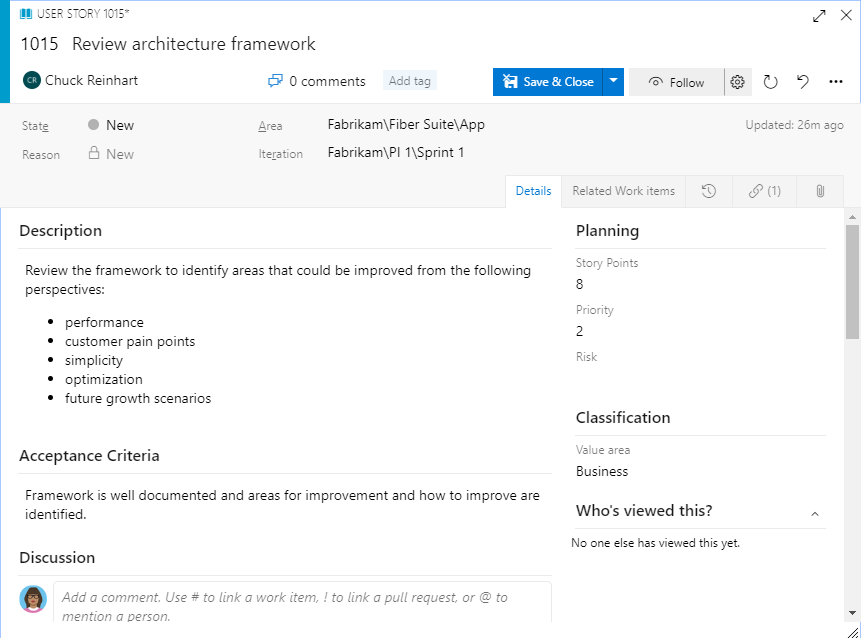 USER STORY 1015*
1015 Review architecture framework
CR Chuck Reinhart 0 comments Add tag Save & Close Follow
State New Area Fabrikam\Fiber Suite\App Updated: 26m ago
Reason New Iteration Fabrikam\PI 1\Sprint 1
Details Related Work items (1)
Description
Review the framework to identify areas that could be improved from the following
perspectives:
performance
customer pain points
simplicity
optimization
future growth scenarios
Acceptance Criteria
Framework is well documented and areas for improvement and how to improve are
identified.
Discussion
Add a comment. Use # to link a work item, ! to link a pull request, or @ to
mention a person.
Planning
Story Points
8
Priority
2
Risk
Classification
Value area
Business
Who's viewed this?
No one else has viewed this yet.